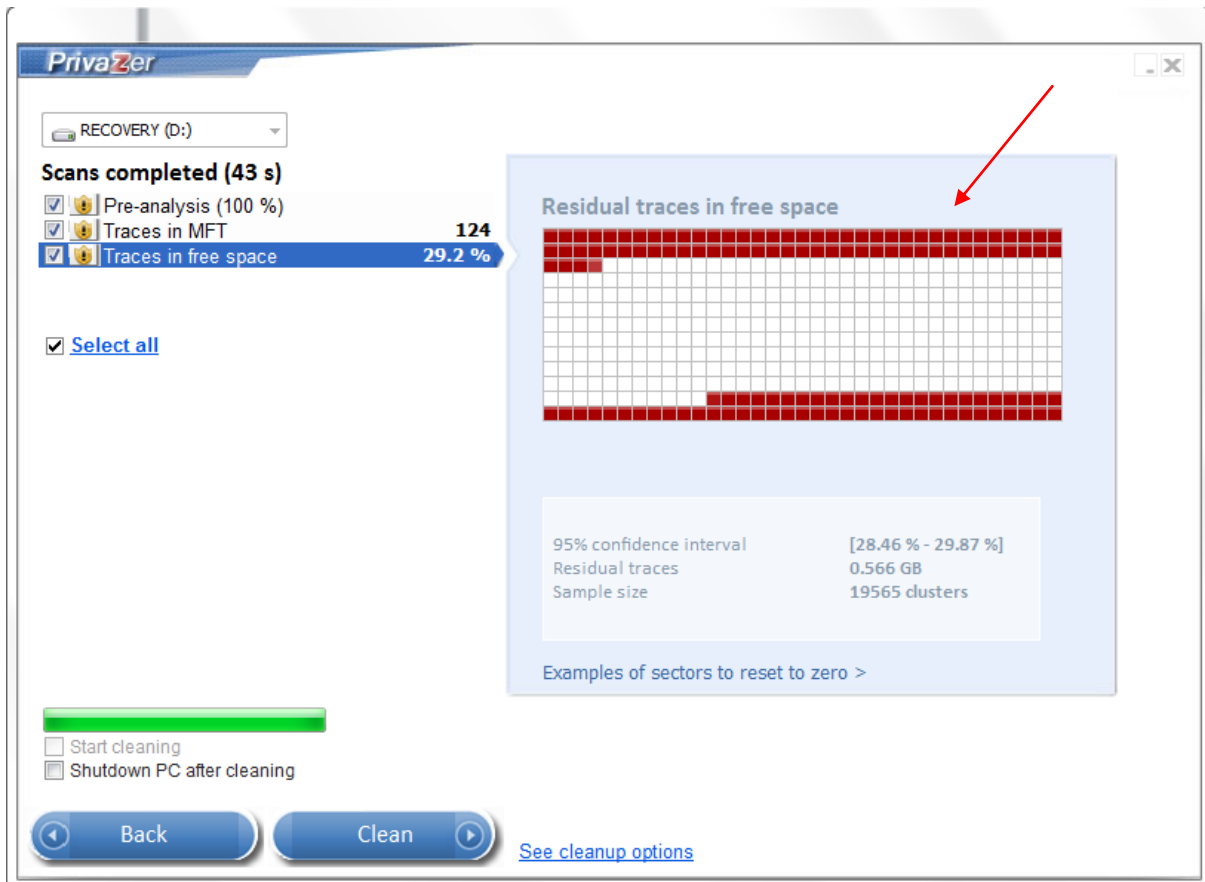 PrivaZer
RECOVERY (D:)
Scans completed (43 s)
Pre-analysis (100 %)
Traces in MFT 124
Traces in free space 29.2 %
Select all
Residual traces in free space
95% confidence interval [28.46 % - 29.87 %]
Residual traces 0.566 GB
Sample size 19565 clusters
Examples of sectors to reset to zero >
Start cleaning
Shutdown PC after cleaning
Back
Clean
See cleanup options